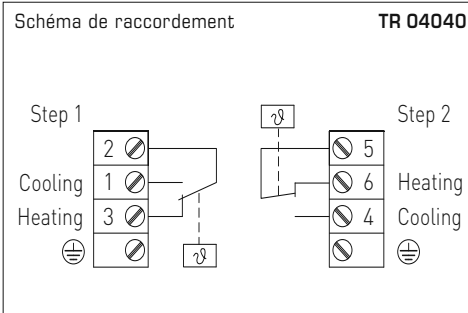 Schéma de raccordement TR 04040
Step 1 ϑ Step 2
2 5
Cooling 1 6 Heating
Heating 3 4 Cooling
ϑ